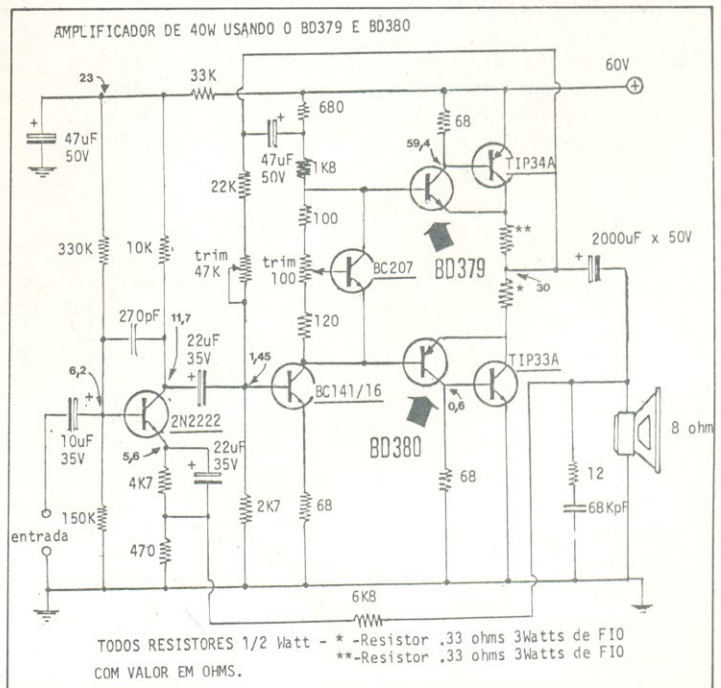 AMPLIFICADOR DE 40W USANDO O BD379 E BD380
23
33K
60V
+
680
68
59,4
TIP34A
+
47uF
50V
+
47uF
50V
1K8
22K
100
**
2000uF x 50V
+
330K
10K
trim
47K
trim
100
BC207
BD379
*
30
270pF
11,7
22uF
35V
+
120
TIP33A
6,2
+
1,45
BC141/16
8 ohm
2N2222
10uF
35V
5,6
22uF
35V
+
BD380
0,6
12
4K7
68
68KpF
150K
2K7
68
entrada
470
6K8
TODOS RESISTORES 1/2 Watt - * -Resistor .33 ohms 3Watts de FIO
**-Resistor .33 ohms 3Watts de FIO
COM VALOR EM OHMS.